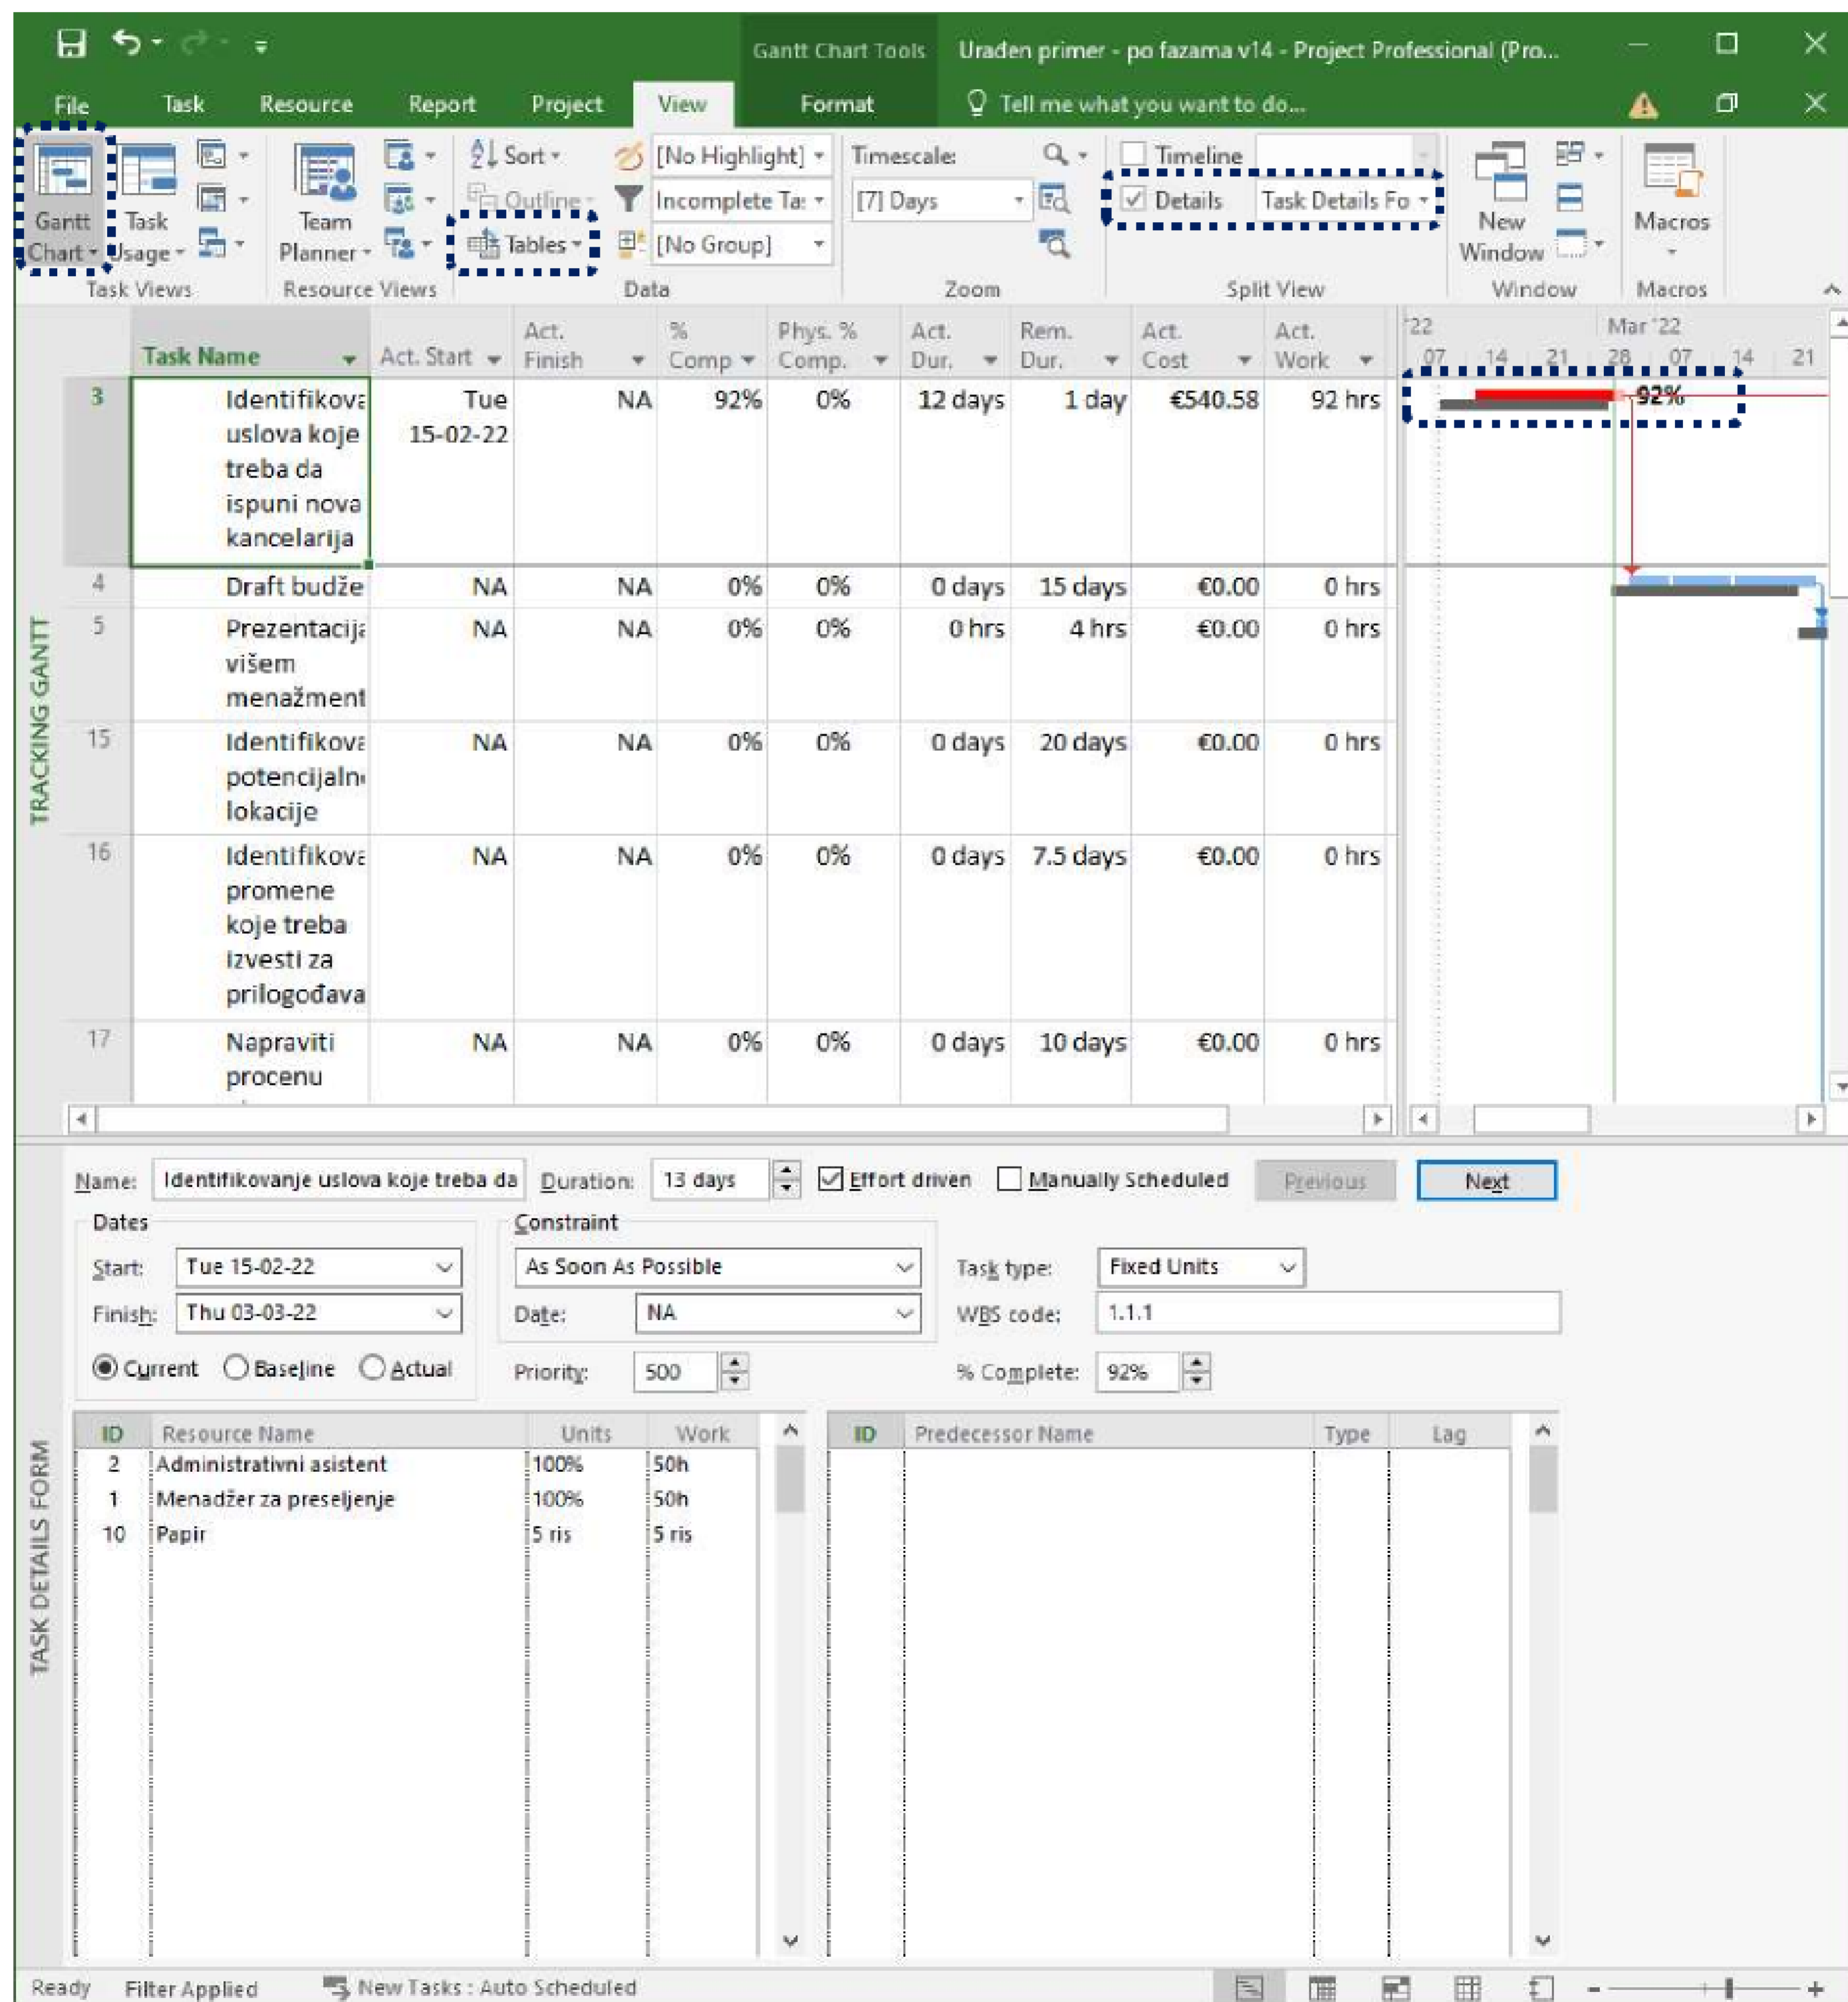 Gantt Chart Tools Urađen primer - po fazama v14 - Project Professional (Pro...
File Task Resource Report Project View Format Tell me what you want to do...
Gantt Chart Task Usage Team Planner Sort Outline Tables [No Highlight] Incomplete Ta: [No Group] Timescale: [7] Days Timeline Details Task Details Fo New Window Macros
Task Views Resource Views Data Zoom Split View Window Macros
Task Name Act. Start Act. Finish % Comp Phys. % Comp. Act. Dur. Rem. Dur. Act. Cost Act. Work '22 Mar '22
07 14 21 28 07 14 21
3 Identifikova Tue NA 92% 0% 12 days 1 day €540.58 92 hrs 92%
uslova koje 15-02-22
treba da
ispuni nova
kancelarija
4 Draft budže NA NA 0% 0% 0 days 15 days €0.00 0 hrs
5 Prezentacija NA NA 0% 0% 0 hrs 4 hrs €0.00 0 hrs
višem
menažment
15 Identifikova NA NA 0% 0% 0 days 20 days €0.00 0 hrs
potencijaln
lokacije
16 Identifikova NA NA 0% 0% 0 days 7.5 days €0.00 0 hrs
promene
koje treba
izvesti za
prilogođava
17 Napraviti NA NA 0% 0% 0 days 10 days €0.00 0 hrs
procenu
TRACKING GANTT
Name: Identifikovanje uslova koje treba da Duration: 13 days Effort driven Manually Scheduled Previous Next
Dates Constraint
Start: Tue 15-02-22 As Soon As Possible Task type: Fixed Units
Finish: Thu 03-03-22 Date: NA WBS code: 1.1.1
Current Baseline Actual Priority: 500 % Complete: 92%
ID Resource Name Units Work ID Predecessor Name Type Lag
2 Administrativni asistent 100% 50h
1 Menadžer za preseljenje 100% 50h
10 Papir 5 ris 5 ris
TASK DETAILS FORM
Ready Filter Applied New Tasks : Auto Scheduled